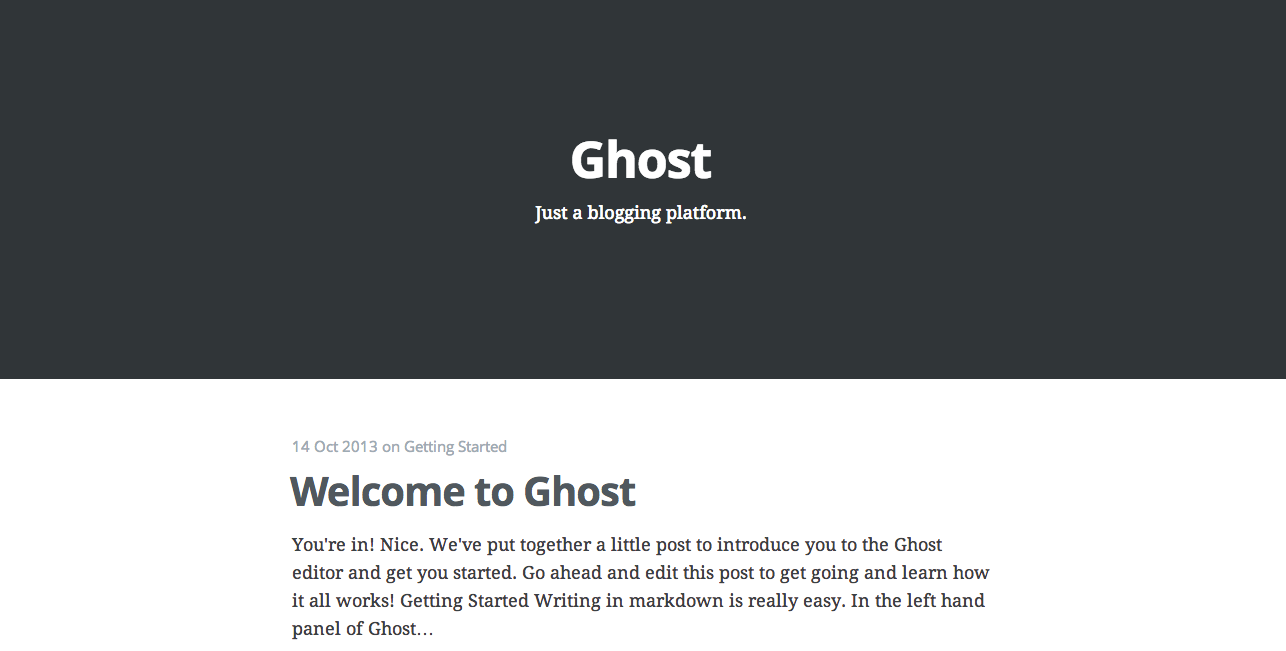 Ghost
Just a blogging platform.
14 Oct 2013 on Getting Started
Welcome to Ghost
You're in! Nice. We've put together a little post to introduce you to the Ghost
editor and get you started. Go ahead and edit this post to get going and learn how
it all works! Getting Started Writing in markdown is really easy. In the left hand
panel of Ghost…